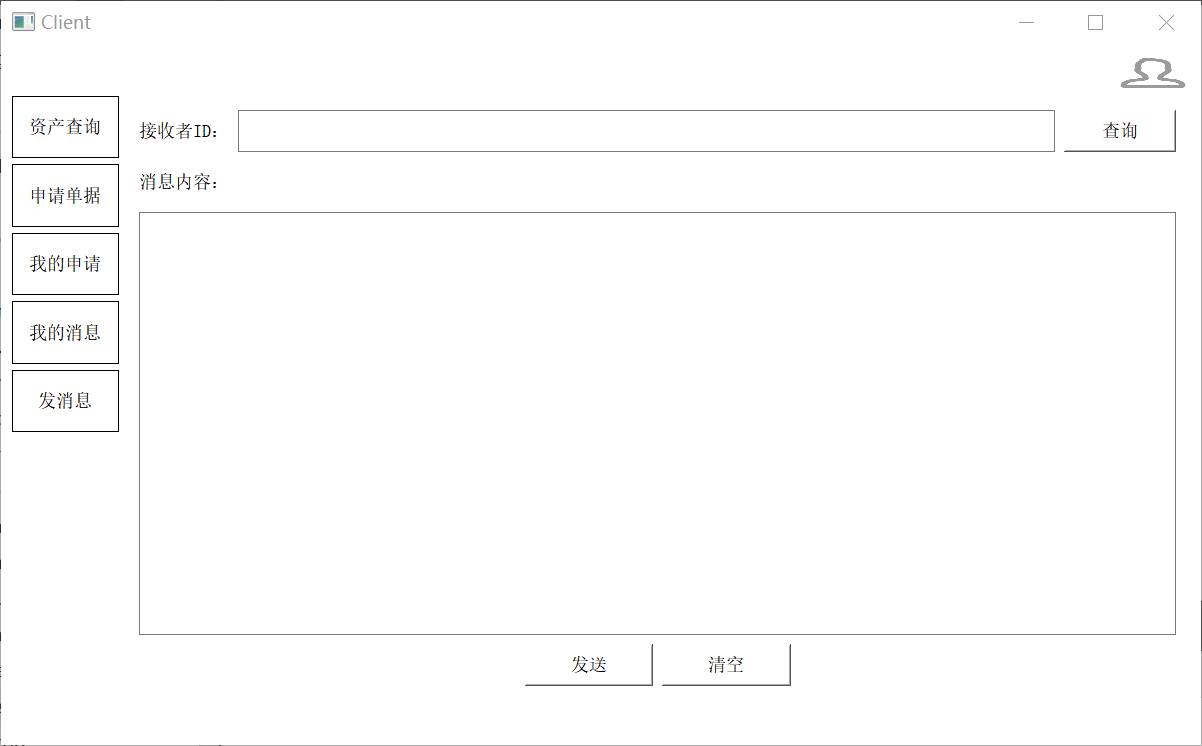 Client
资产查询
申请单据
我的申请
我的消息
发消息
接收者ID：
查询
消息内容：
发送
清空